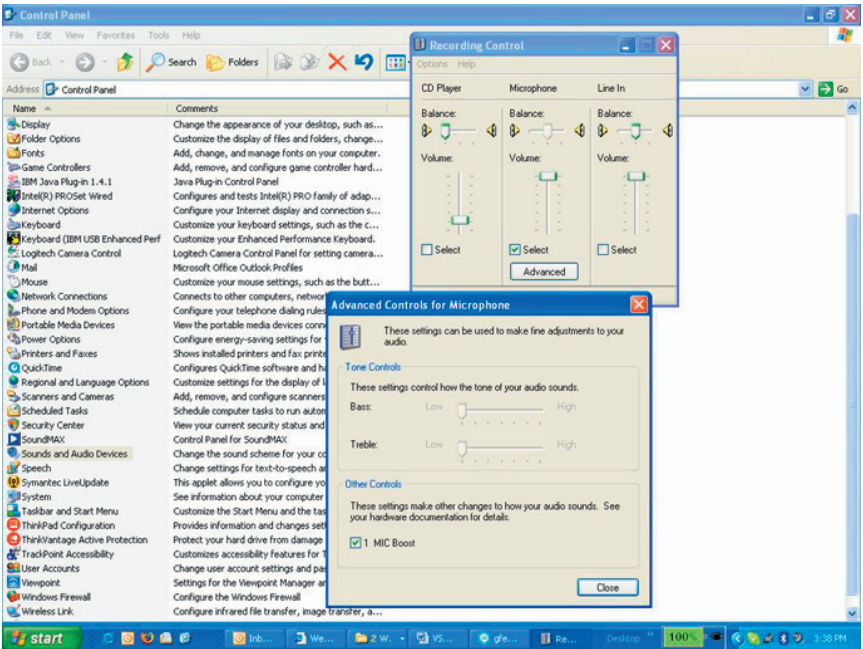 Control Panel
File Edit View Favorites Tools Help
Back Search Folders
Address Control Panel Go
Name Comments
Display Change the appearance of your desktop, such as...
Folder Options Customize the display of files and folders, change...
Fonts Add, change, and manage fonts on your computer.
Game Controllers Add, remove, and configure game controller hard...
IBM Java Plug-in 1.4.1 Java Plug-in Control Panel
Intel(R) PROSet Wired Configures and tests Intel(R) PRO family of adap...
Internet Options Configure your Internet display and connection s...
Keyboard Customize your keyboard settings, such as the c...
Keyboard (IBM USB Enhanced Perf Customize your Enhanced Performance Keyboard.
Logitech Camera Control Logitech Camera Control Panel for setting camera...
Mail Microsoft Office Outlook Profiles
Mouse Customize your mouse settings, such as the butt...
Network Connections Connects to other computers, networ
Phone and Modem Options Configure your telephone dialing rules
Portable Media Devices View the portable media devices conn
Power Options Configure energy-saving settings for
Printers and Faxes Shows installed printers and fax printe
QuickTime Configures QuickTime software and ha
Regional and Language Options Customize settings for the display of l
Scanners and Cameras Add, remove, and configure scanners
Scheduled Tasks Schedule computer tasks to run autom
Security Center View your current security status and
SoundMAX Control Panel for SoundMAX
Sounds and Audio Devices Change the sound scheme for your co
Speech Change settings for text-to-speech a
Symantec LiveUpdate This applet allows you to configure yo
System See information about your computer
Taskbar and Start Menu Customize the Start Menu and the tas
ThinkPad Configuration Provides information and changes sett
ThinkVantage Active Protection Protect your hard drive from damage
TrackPoint Accessibility Customizes accessibility features for T
User Accounts Change user account settings and pas
Viewpoint Settings for the Viewpoint Manager an
Windows Firewall Configure the Windows Firewall
Wireless Link Configure infrared file transfer, image transfer, a...
Recording Control
Options Help
CD Player Microphone Line In
Balance: Balance: Balance:
Volume: Volume: Volume:
Select Select Select
Advanced
Advanced Controls for Microphone
These settings can be used to make fine adjustments to your
audio.
Tone Controls
These settings control how the tone of your audio sounds.
Bass: Low High
Treble: Low High
Other Controls
These settings make other changes to how your audio sounds. See
your hardware documentation for details.
1 MIC Boost
Close
start Inb... We... 2 W. VS... gfe... Re... Desktop 100% 3:38 PM